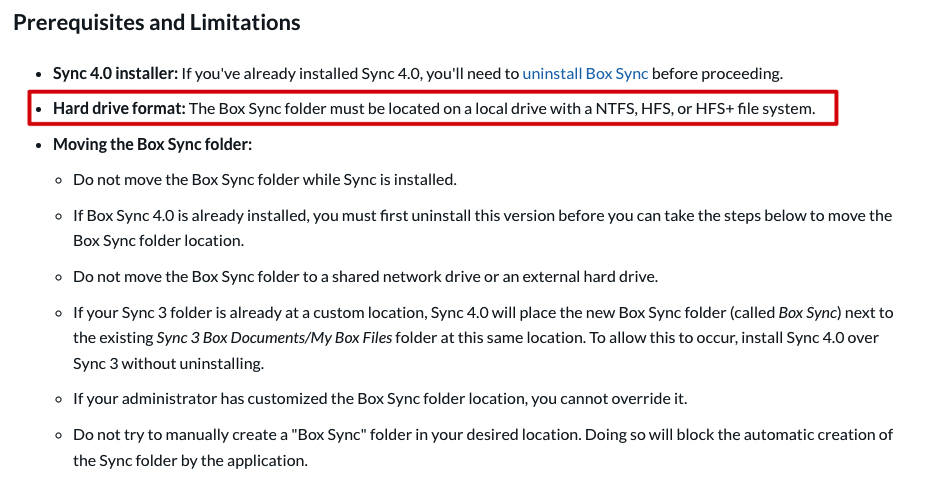 Prerequisites and Limitations
• Sync 4.0 installer: If you've already installed Sync 4.0, you'll need to uninstall Box Sync before proceeding.
• Hard drive format: The Box Sync folder must be located on a local drive with a NTFS, HFS, or HFS+ file system.
• Moving the Box Sync folder:
◦ Do not move the Box Sync folder while Sync is installed.
◦ If Box Sync 4.0 is already installed, you must first uninstall this version before you can take the steps below to move the
Box Sync folder location.
◦ Do not move the Box Sync folder to a shared network drive or an external hard drive.
◦ If your Sync 3 folder is already at a custom location, Sync 4.0 will place the new Box Sync folder (called Box Sync) next to
the existing Sync 3 Box Documents/My Box Files folder at this same location. To allow this to occur, install Sync 4.0 over
Sync 3 without uninstalling.
◦ If your administrator has customized the Box Sync folder location, you cannot override it.
◦ Do not try to manually create a "Box Sync" folder in your desired location. Doing so will block the automatic creation of
the Sync folder by the application.